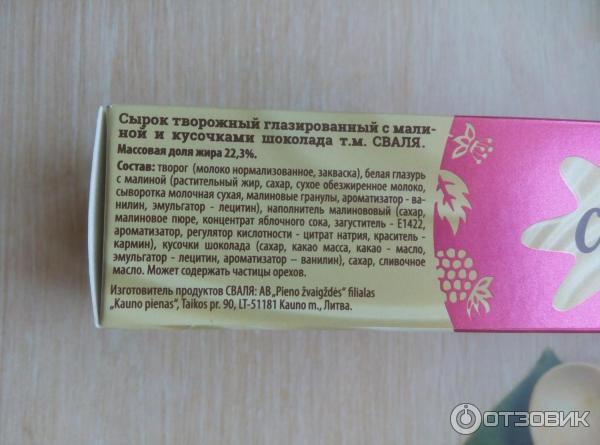 Сырок творожный глазированный с мали-
ной и кусочками шоколада т.м. СВАЛЯ.
Массовая доля жира 22,3%.
Состав: творог (молоко нормализованное, закваска), белая глазурь
с малиной (растительный жир, сахар, сухое обезжиренное молоко,
сыворотка молочная сухая, малиновые гранулы, ароматизатор - ва-
нилин, эмульгатор - лецитин), наполнитель малинововый (сахар,
малиновое пюре, концентрат яблочного сока, загуститель - Е1422,
ароматизатор, регулятор кислотности - цитрат натрия, краситель -
кармин), кусочки шоколада (сахар, какао масса, какао - масло,
эмульгатор - лецитин, ароматизатор – ванилин), сахар, сливочное
масло. Может содержать частицы орехов.
Изготовитель продуктов СВАЛЯ: AB „Pieno žvaigždės" filialas
"Kauno pienas", Taikos pr. 90, LT-51181 Kauno m., Литва.
С
ОТЗОВИК